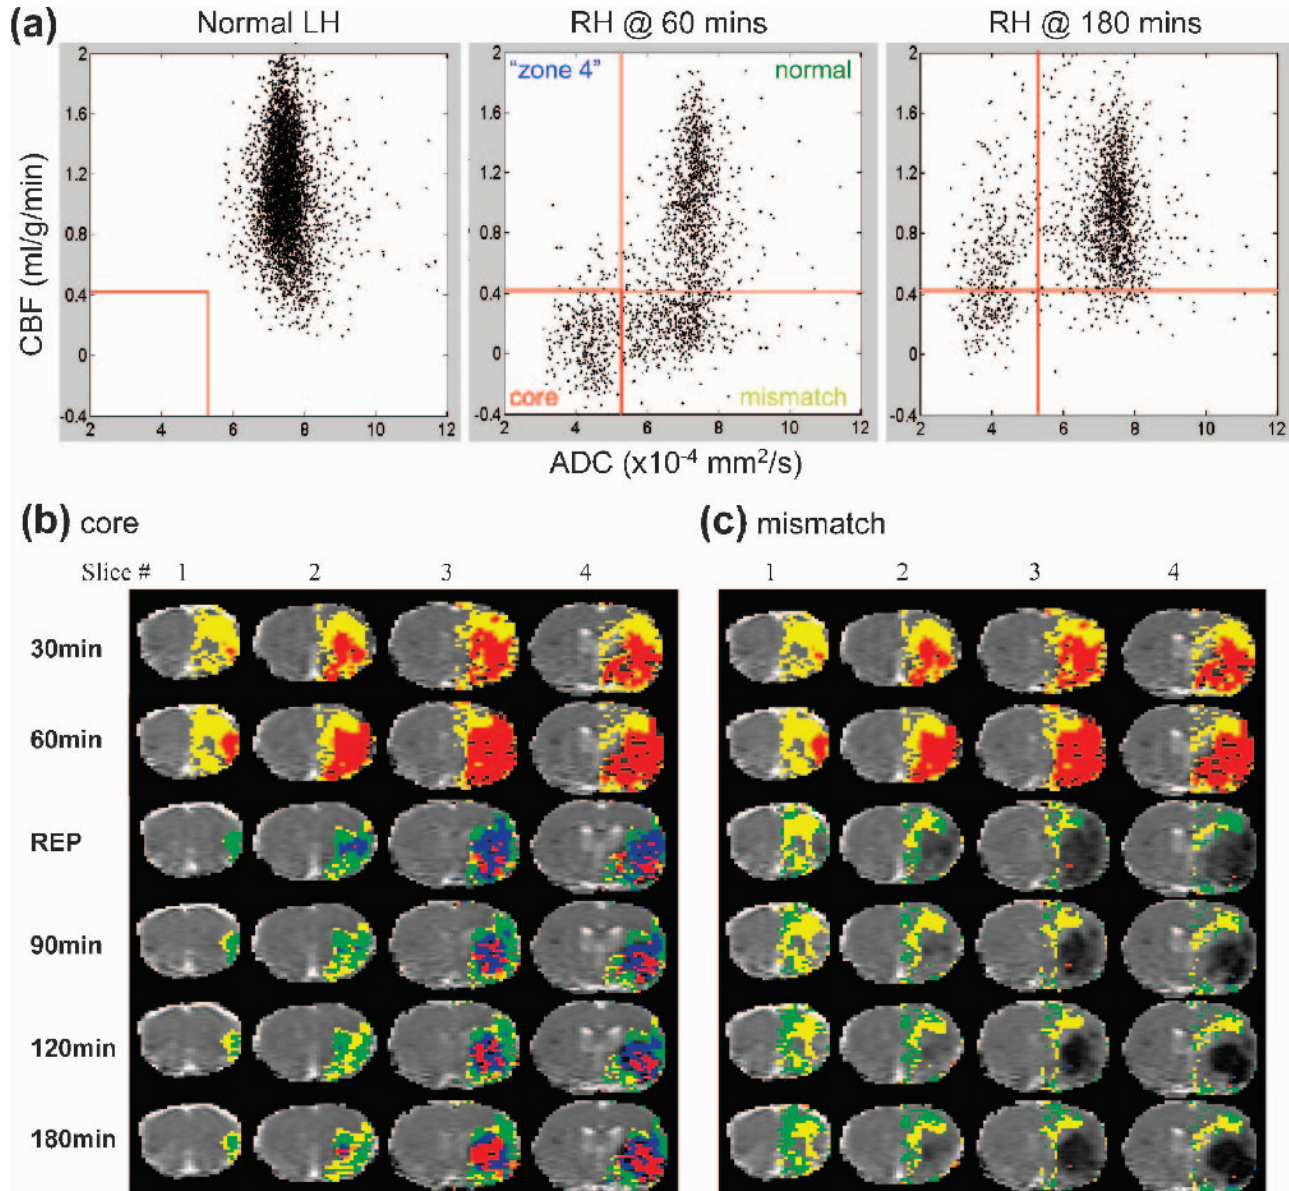 (a) Normal LH RH @ 60 mins RH @ 180 mins
2 1.6 1.2 0.8 0.4 0 -0.4
"zone 4" normal
2 1.6 1.2 0.8 0.4 0 -0.4
2 1.6 1.2 0.8 0.4 0 -0.4
CBF (ml/g/min)
core mismatch
2 4 6 8 10 12 2 4 6 8 10 12 2 4 6 8 10 12
ADC (x10⁻⁴ mm²/s)
(b) core (c) mismatch
Slice # 1 2 3 4 1 2 3 4
30min
60min
REP
90min
120min
180min